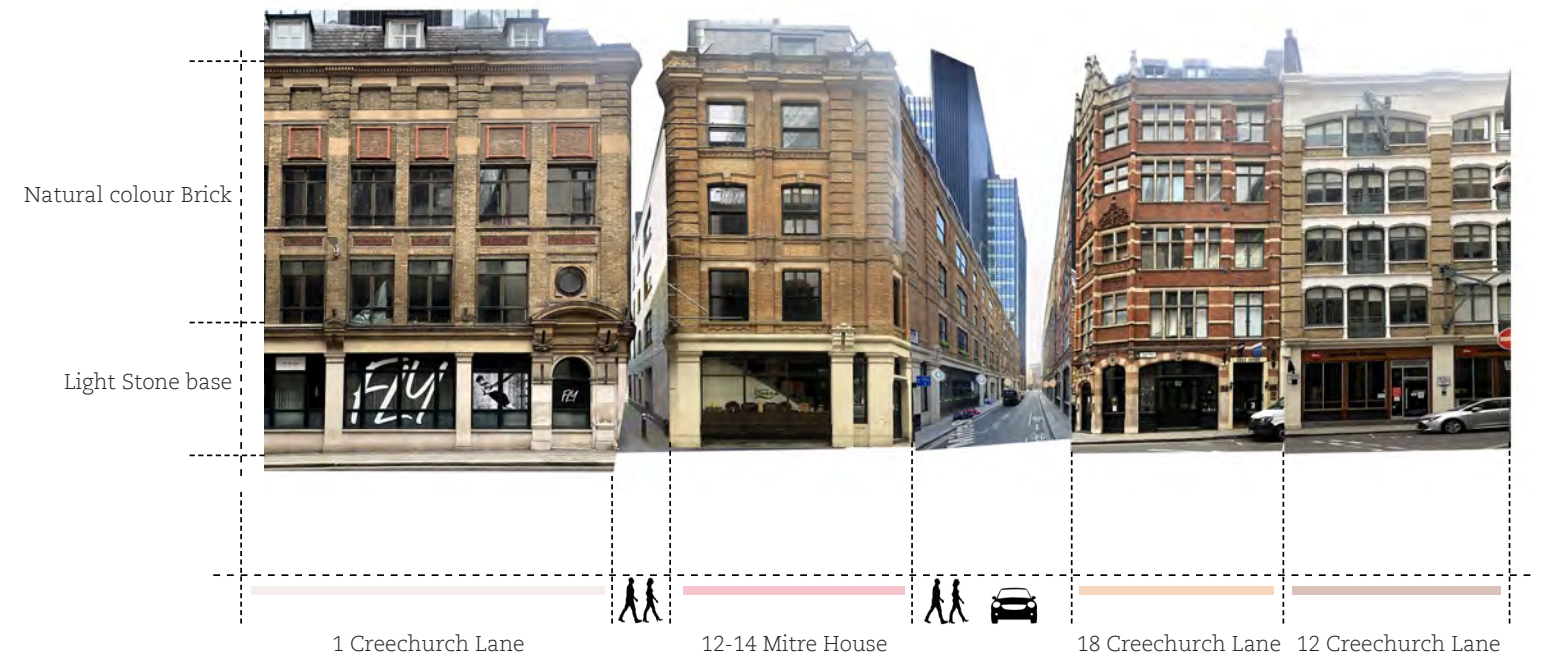 Natural colour Brick
Light Stone base
FLY
FLY
1 Creechurch Lane
12-14 Mitre House
18 Creechurch Lane
12 Creechurch Lane